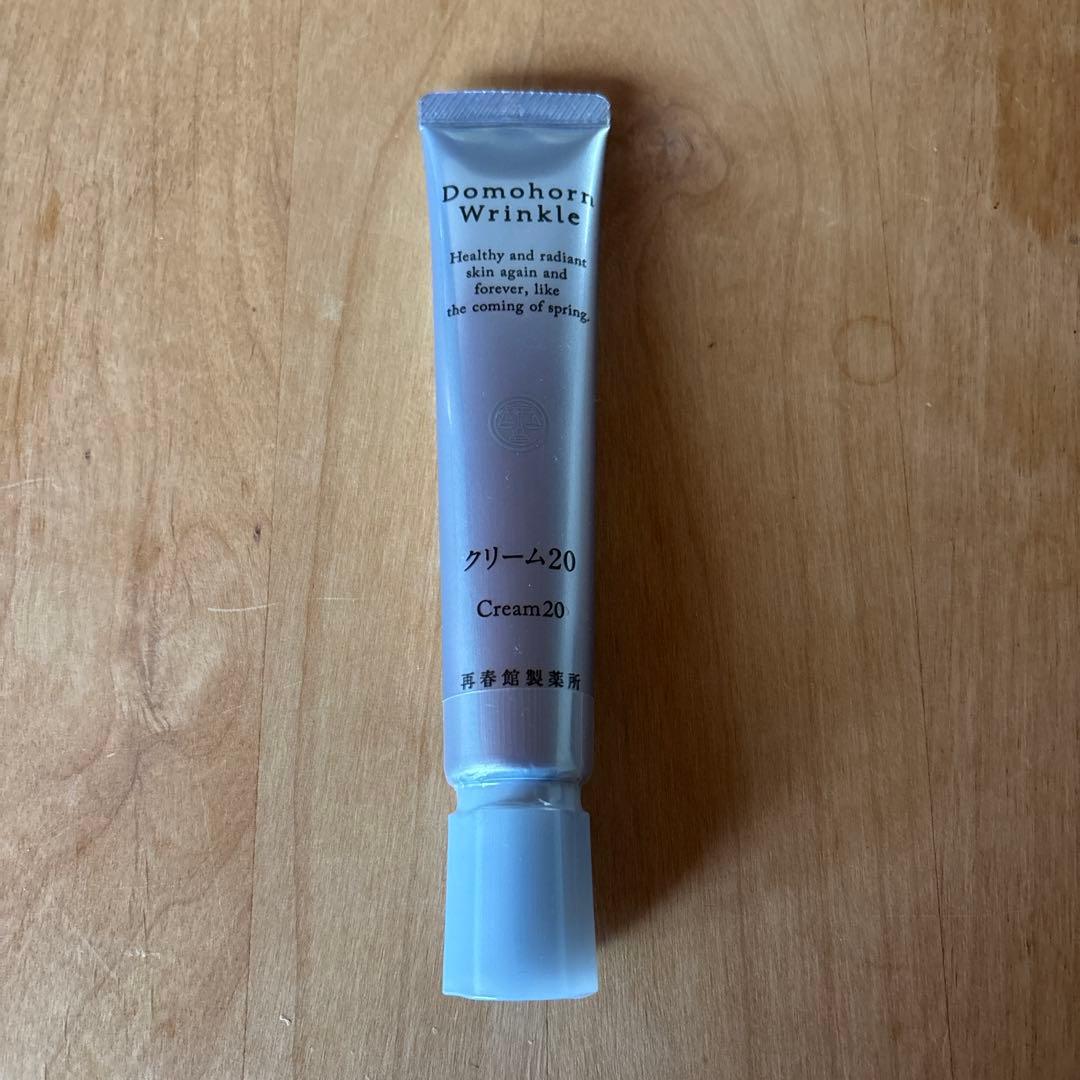 Domohorn
Wrinkle
Healthy and radiant
skin again and
forever, like
the coming of spring.
クリーム20
Cream20
再春館製薬所